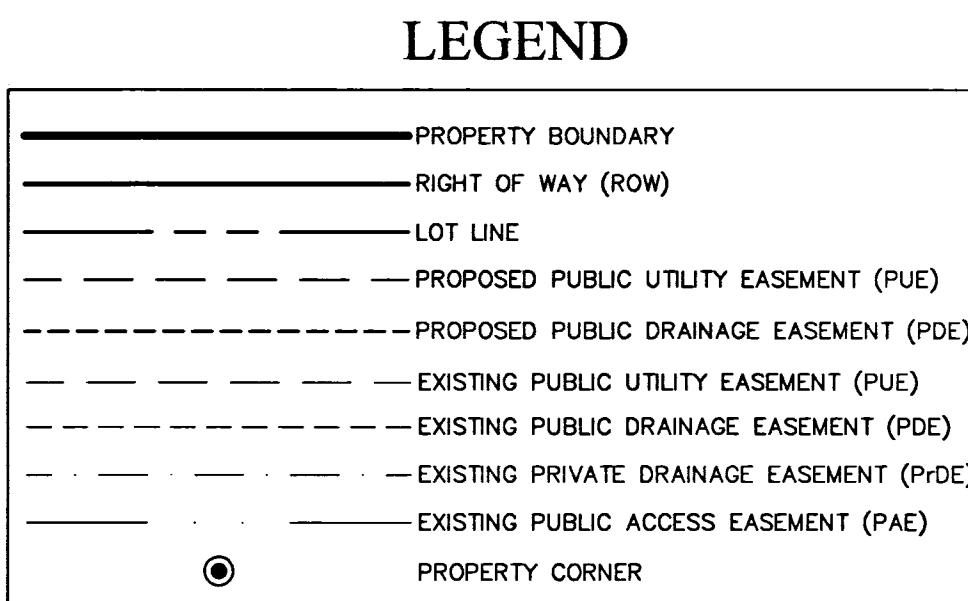 LEGEND
PROPERTY BOUNDARY
RIGHT OF WAY (ROW)
LOT LINE
PROPOSED PUBLIC UTILITY EASEMENT (PUE)
PROPOSED PUBLIC DRAINAGE EASEMENT (PDE)
EXISTING PUBLIC UTILITY EASEMENT (PUE)
EXISTING PUBLIC DRAINAGE EASEMENT (PDE)
EXISTING PRIVATE DRAINAGE EASEMENT (PrDE)
EXISTING PUBLIC ACCESS EASEMENT (PAE)
PROPERTY CORNER